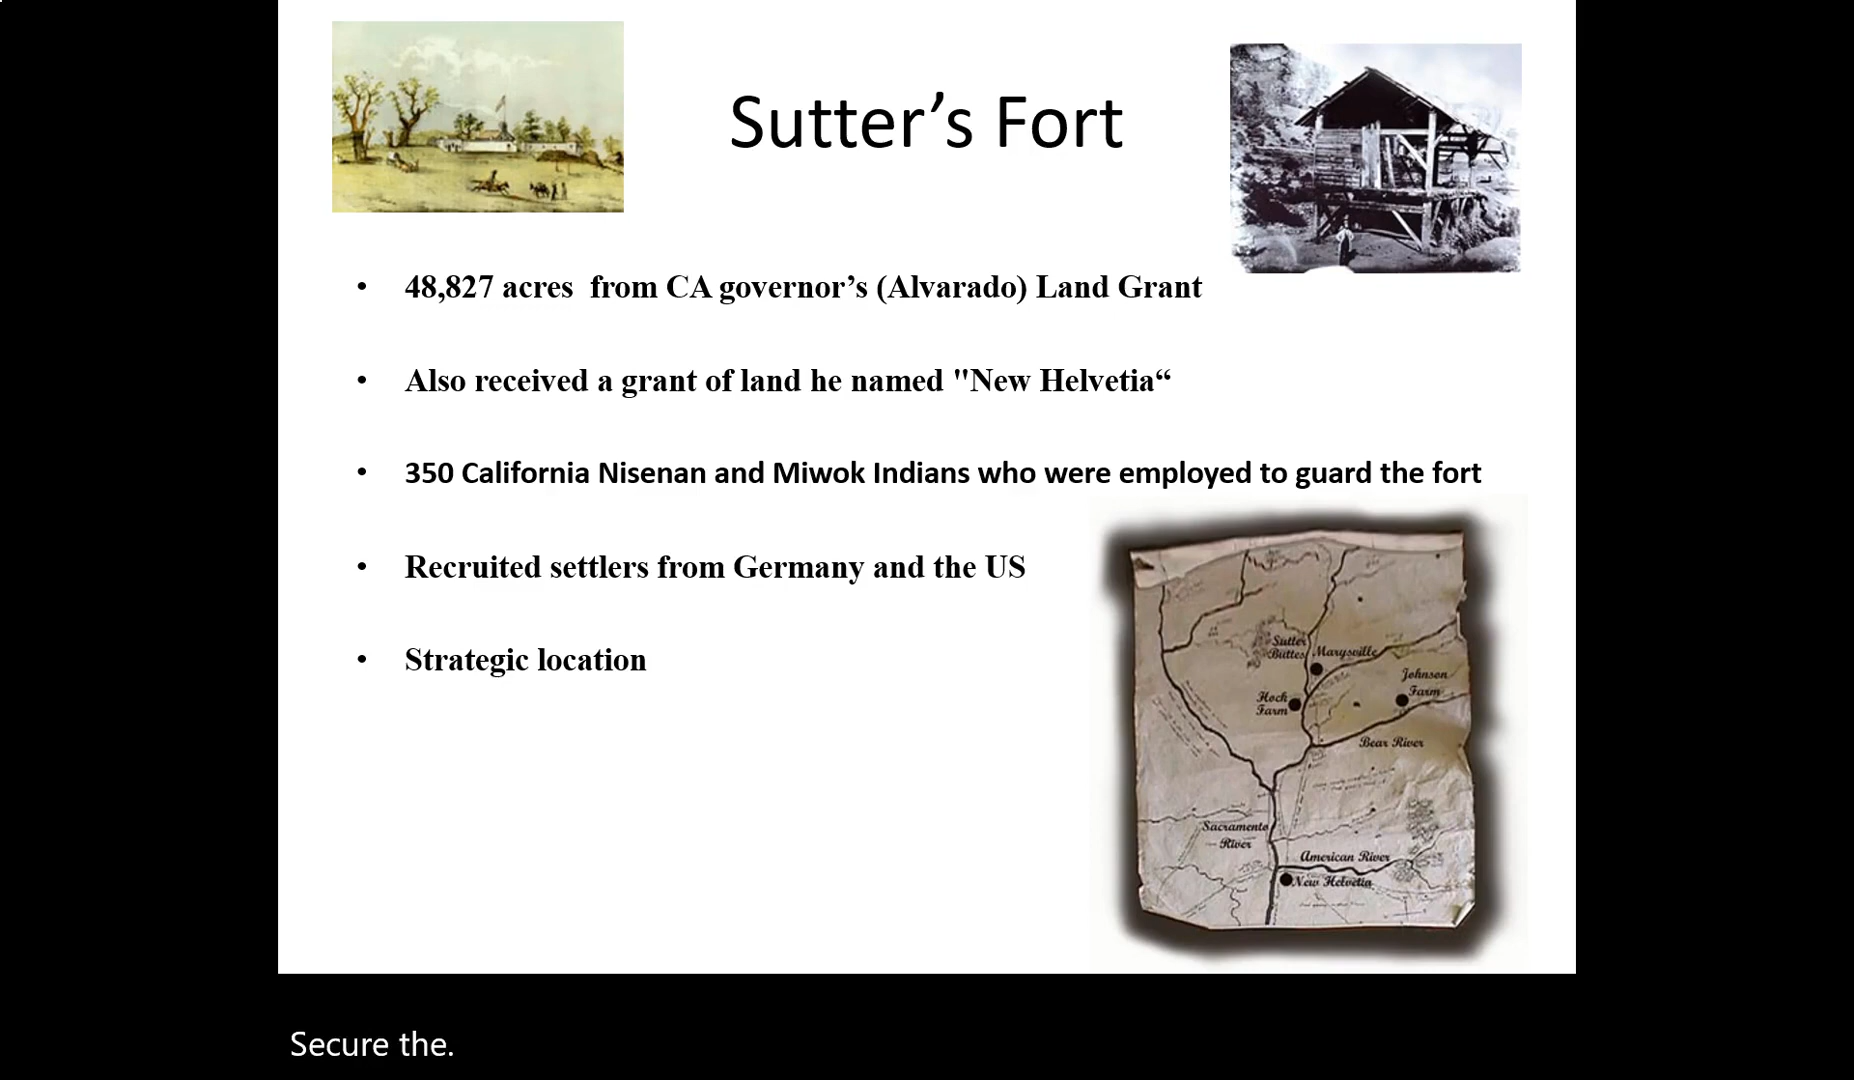 Sutter’s Fort
• 48,827 acres  from CA governor’s (Alvarado) Land Grant
• Also received a grant of land he named "New Helvetia“
• 350 California Nisenan and Miwok Indians who were employed to guard the fort
• Recruited settlers from Germany and the US
• Strategic location
Sutter
Buttes
Marysville
Johnson
Farm
Hock
Farm
Bear River
Sacramento
River
American River
New Helvetia
Secure the.